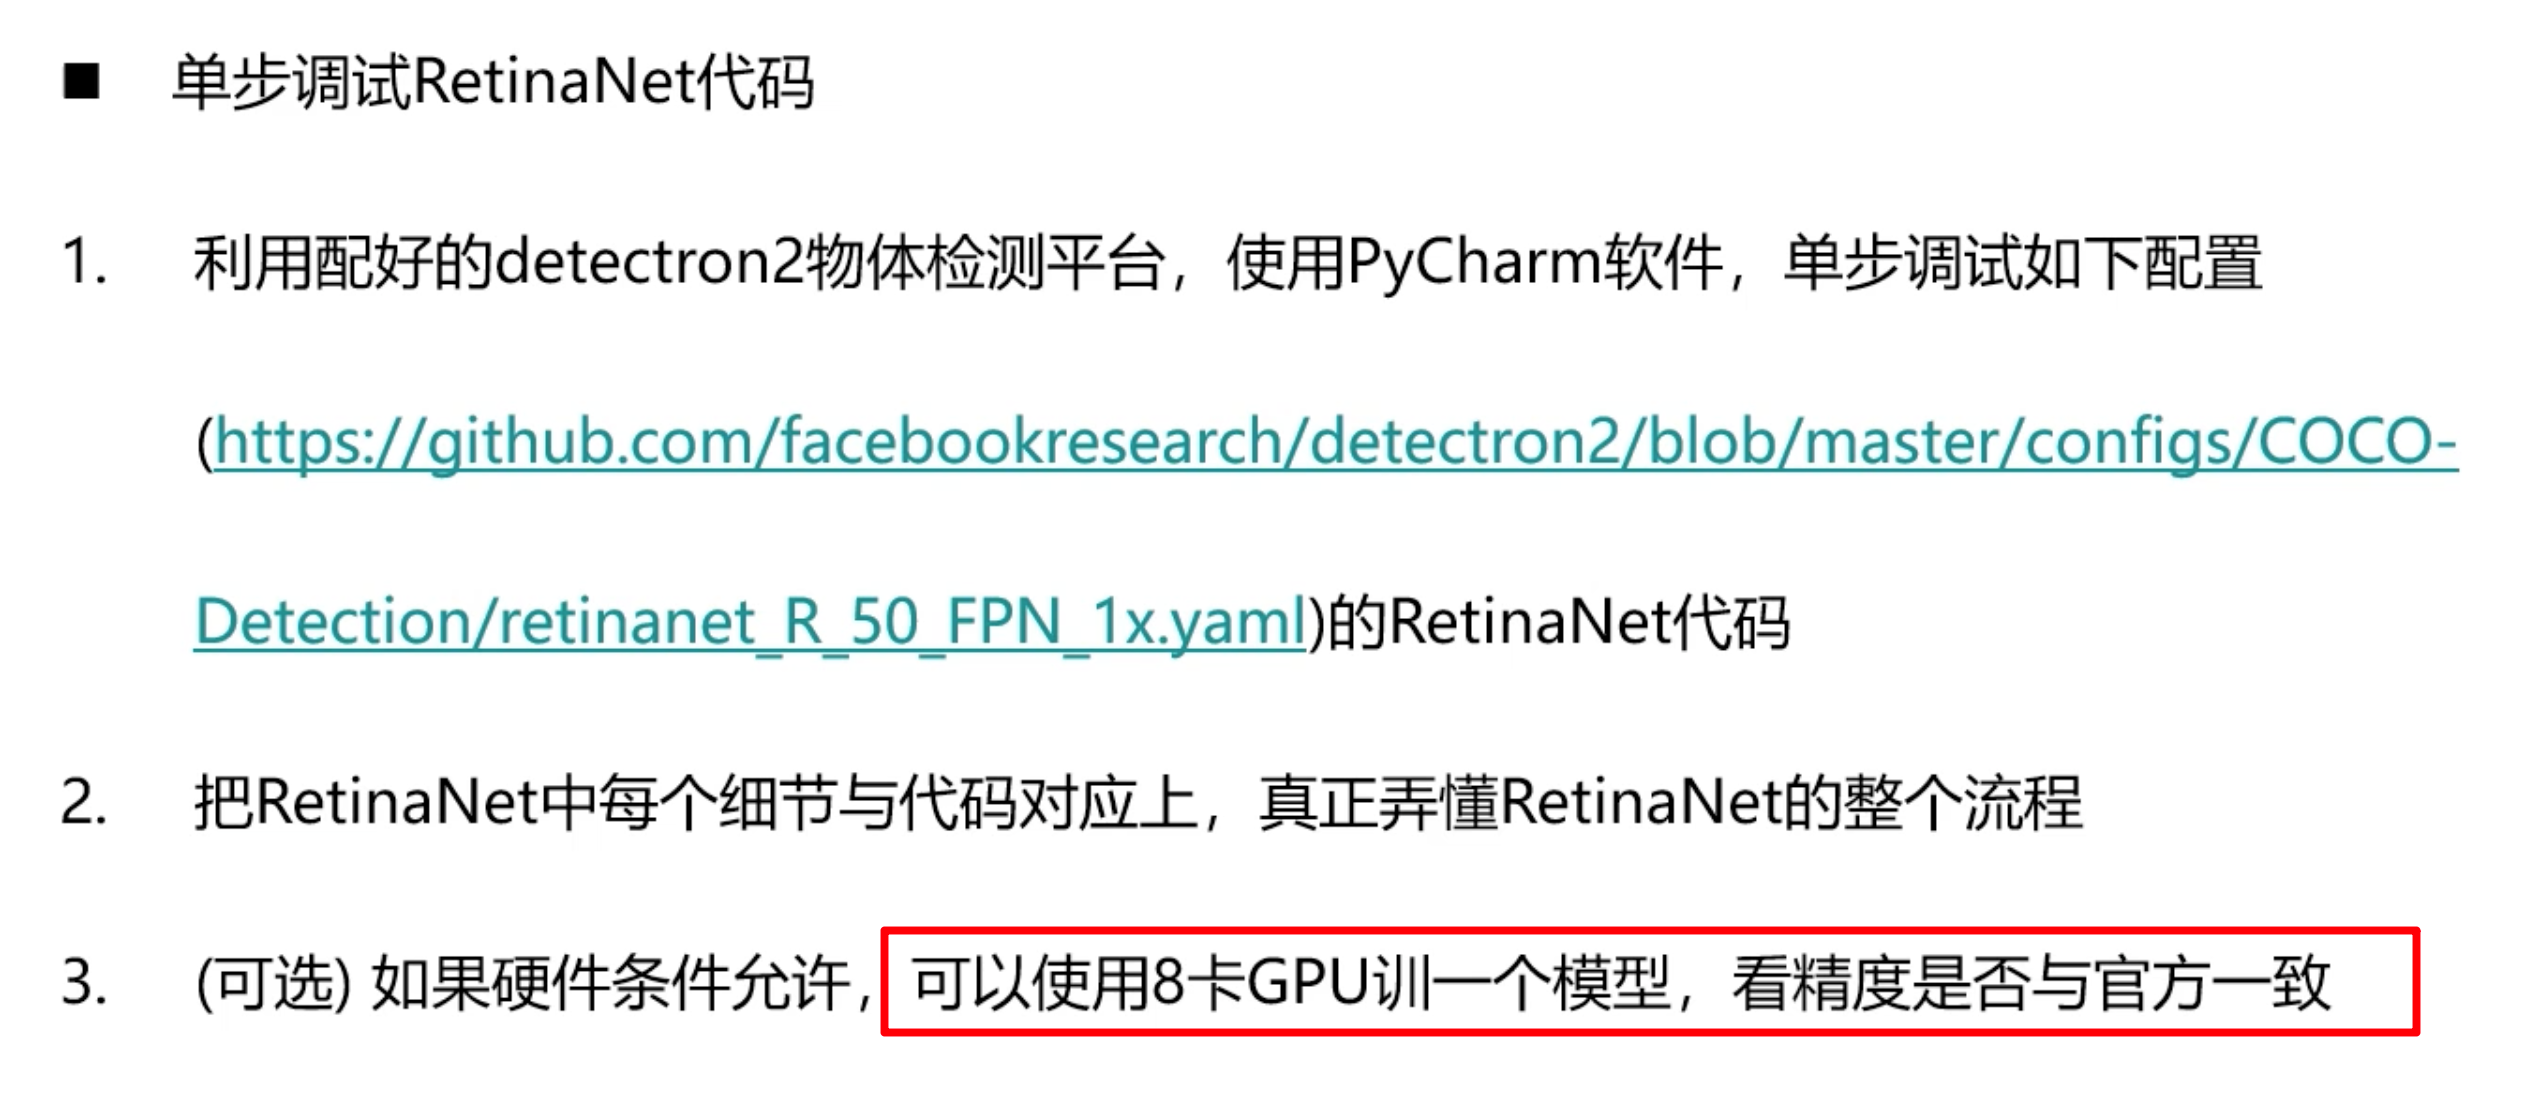 ■ 单步调试RetinaNet代码
1. 利用配好的detectron2物体检测平台，使用PyCharm软件，单步调试如下配置
(https://github.com/facebookresearch/detectron2/blob/master/configs/COCO-
Detection/retinanet_R_50_FPN_1x.yaml)的RetinaNet代码
2. 把RetinaNet中每个细节与代码对应上，真正弄懂RetinaNet的整个流程
3. (可选) 如果硬件条件允许，可以使用8卡GPU训一个模型，看精度是否与官方一致